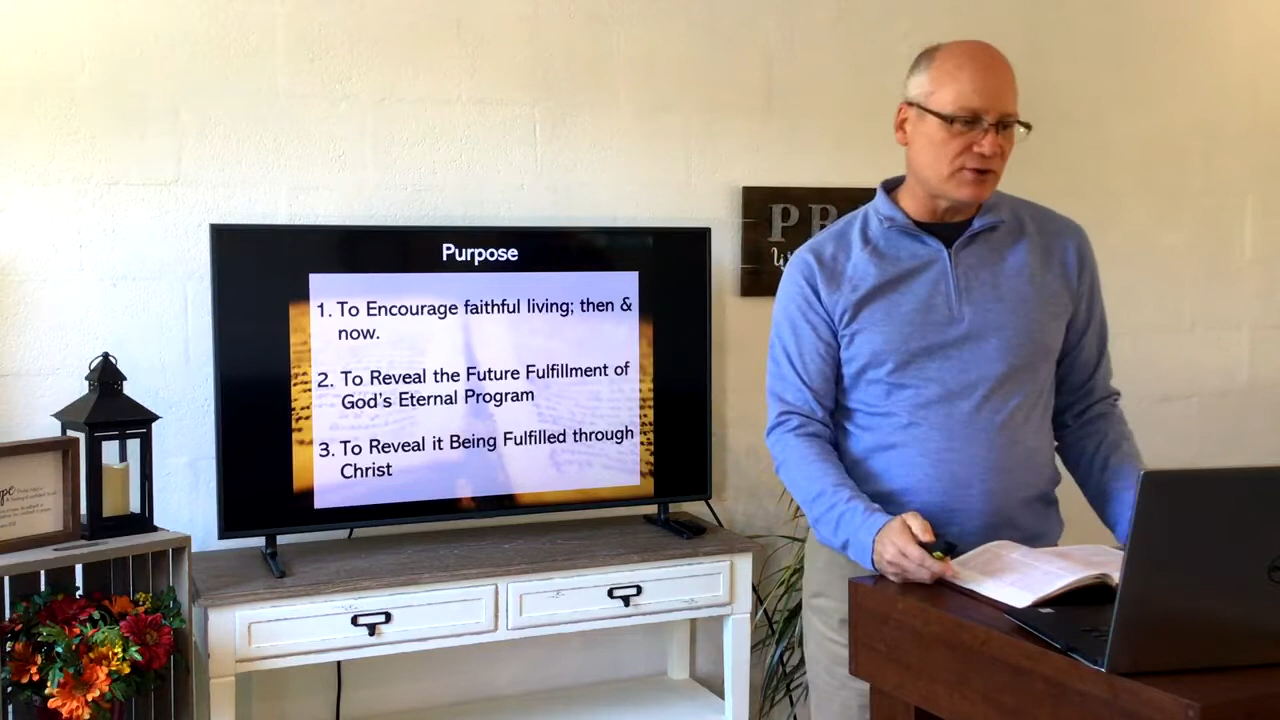 Purpose
1. To Encourage faithful living; then &
now.
2. To Reveal the Future Fulfillment of
God's Eternal Program
3. To Reveal it Being Fulfilled through
Christ